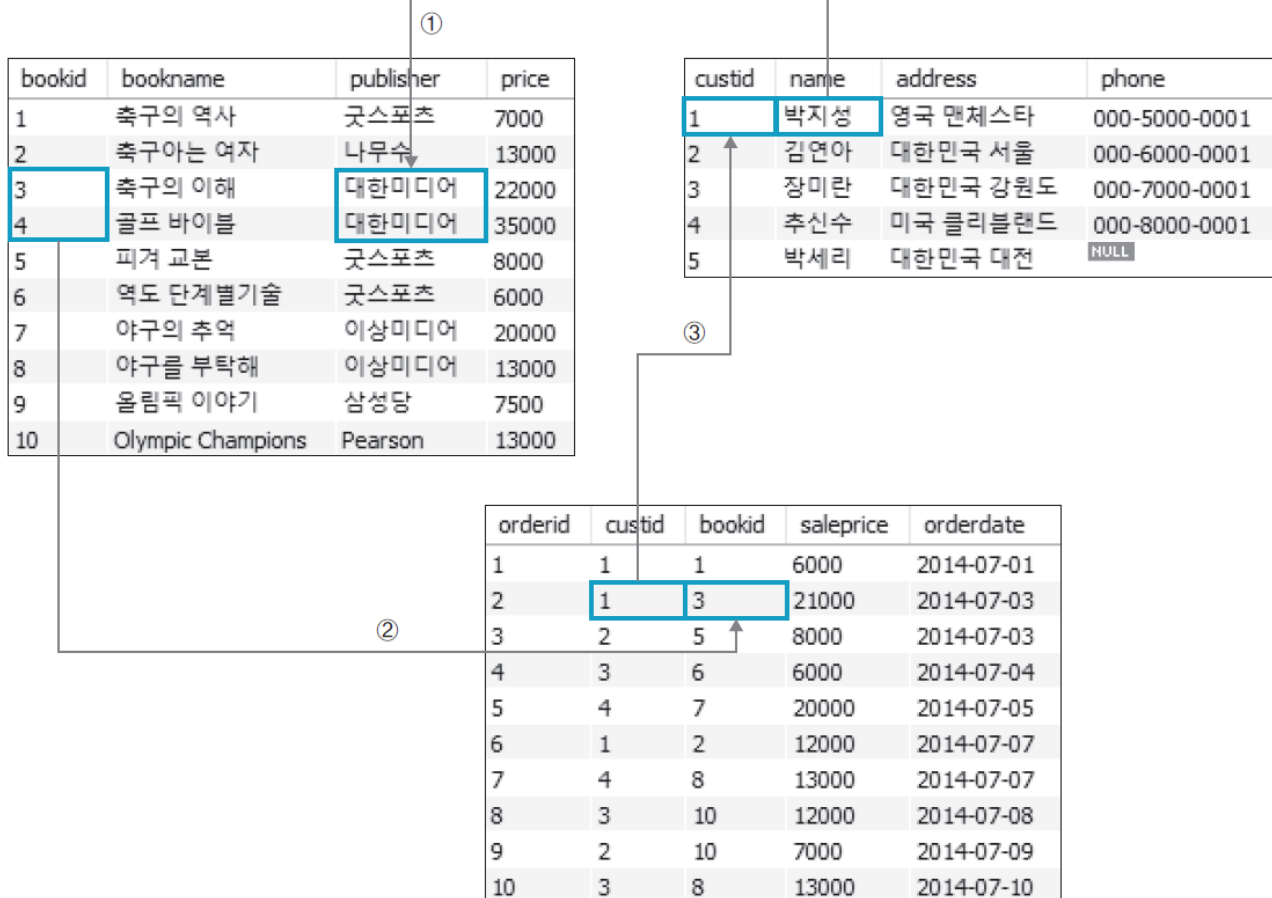 ①
bookid bookname publisher price
1 축구의 역사 굿스포츠 7000
2 축구아는 여자 나무수 13000
3 축구의 이해 대한미디어 22000
4 골프 바이블 대한미디어 35000
5 피겨 교본 굿스포츠 8000
6 역도 단계별기술 굿스포츠 6000
7 야구의 추억 이상미디어 20000
8 야구를 부탁해 이상미디어 13000
9 올림픽 이야기 삼성당 7500
10 Olympic Champions Pearson 13000
custid name address phone
1 박지성 영국 맨체스타 000-5000-0001
2 김연아 대한민국 서울 000-6000-0001
3 장미란 대한민국 강원도 000-7000-0001
4 추신수 미국 클리블랜드 000-8000-0001
5 박세리 대한민국 대전 NULL
③
②
orderid custid bookid saleprice orderdate
1 1 1 6000 2014-07-01
2 1 3 21000 2014-07-03
3 2 5 8000 2014-07-03
4 3 6 6000 2014-07-04
5 4 7 20000 2014-07-05
6 1 2 12000 2014-07-07
7 4 8 13000 2014-07-07
8 3 10 12000 2014-07-08
9 2 10 7000 2014-07-09
10 3 8 13000 2014-07-10